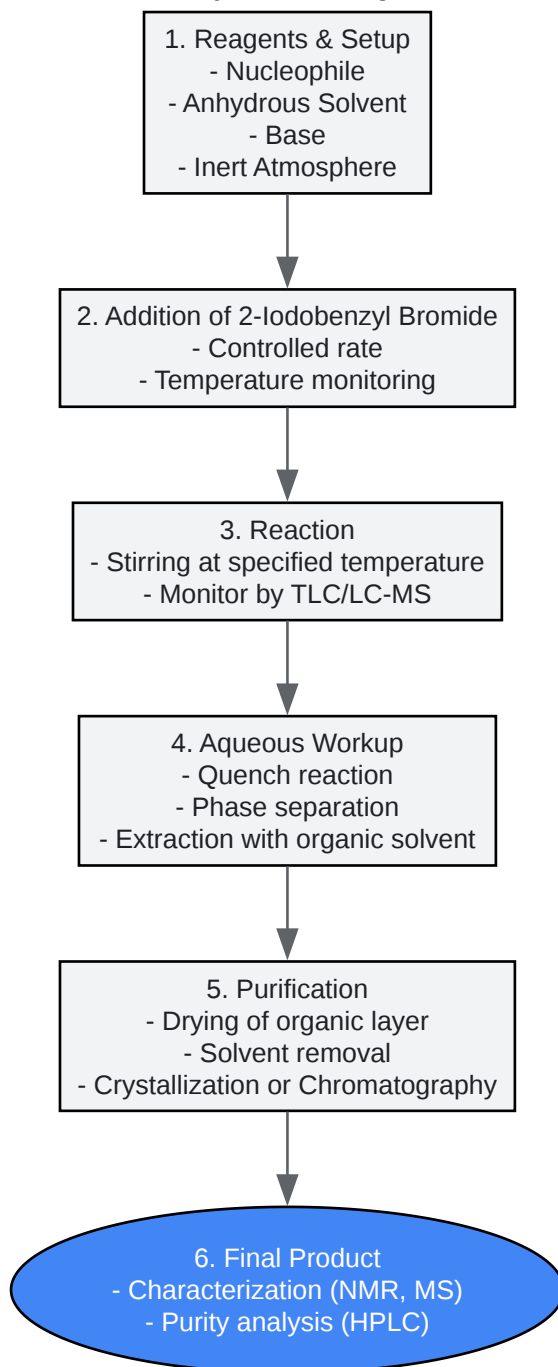 1. Reagents & Setup
- Nucleophile
- Anhydrous Solvent
- Base
- Inert Atmosphere
2. Addition of 2-Iodobenzyl Bromide
- Controlled rate
- Temperature monitoring
3. Reaction
- Stirring at specified temperature
- Monitor by TLC/LC-MS
4. Aqueous Workup
- Quench reaction
- Phase separation
- Extraction with organic solvent
5. Purification
- Drying of organic layer
- Solvent removal
- Crystallization or Chromatography
6. Final Product
- Characterization (NMR, MS)
- Purity analysis (HPLC)